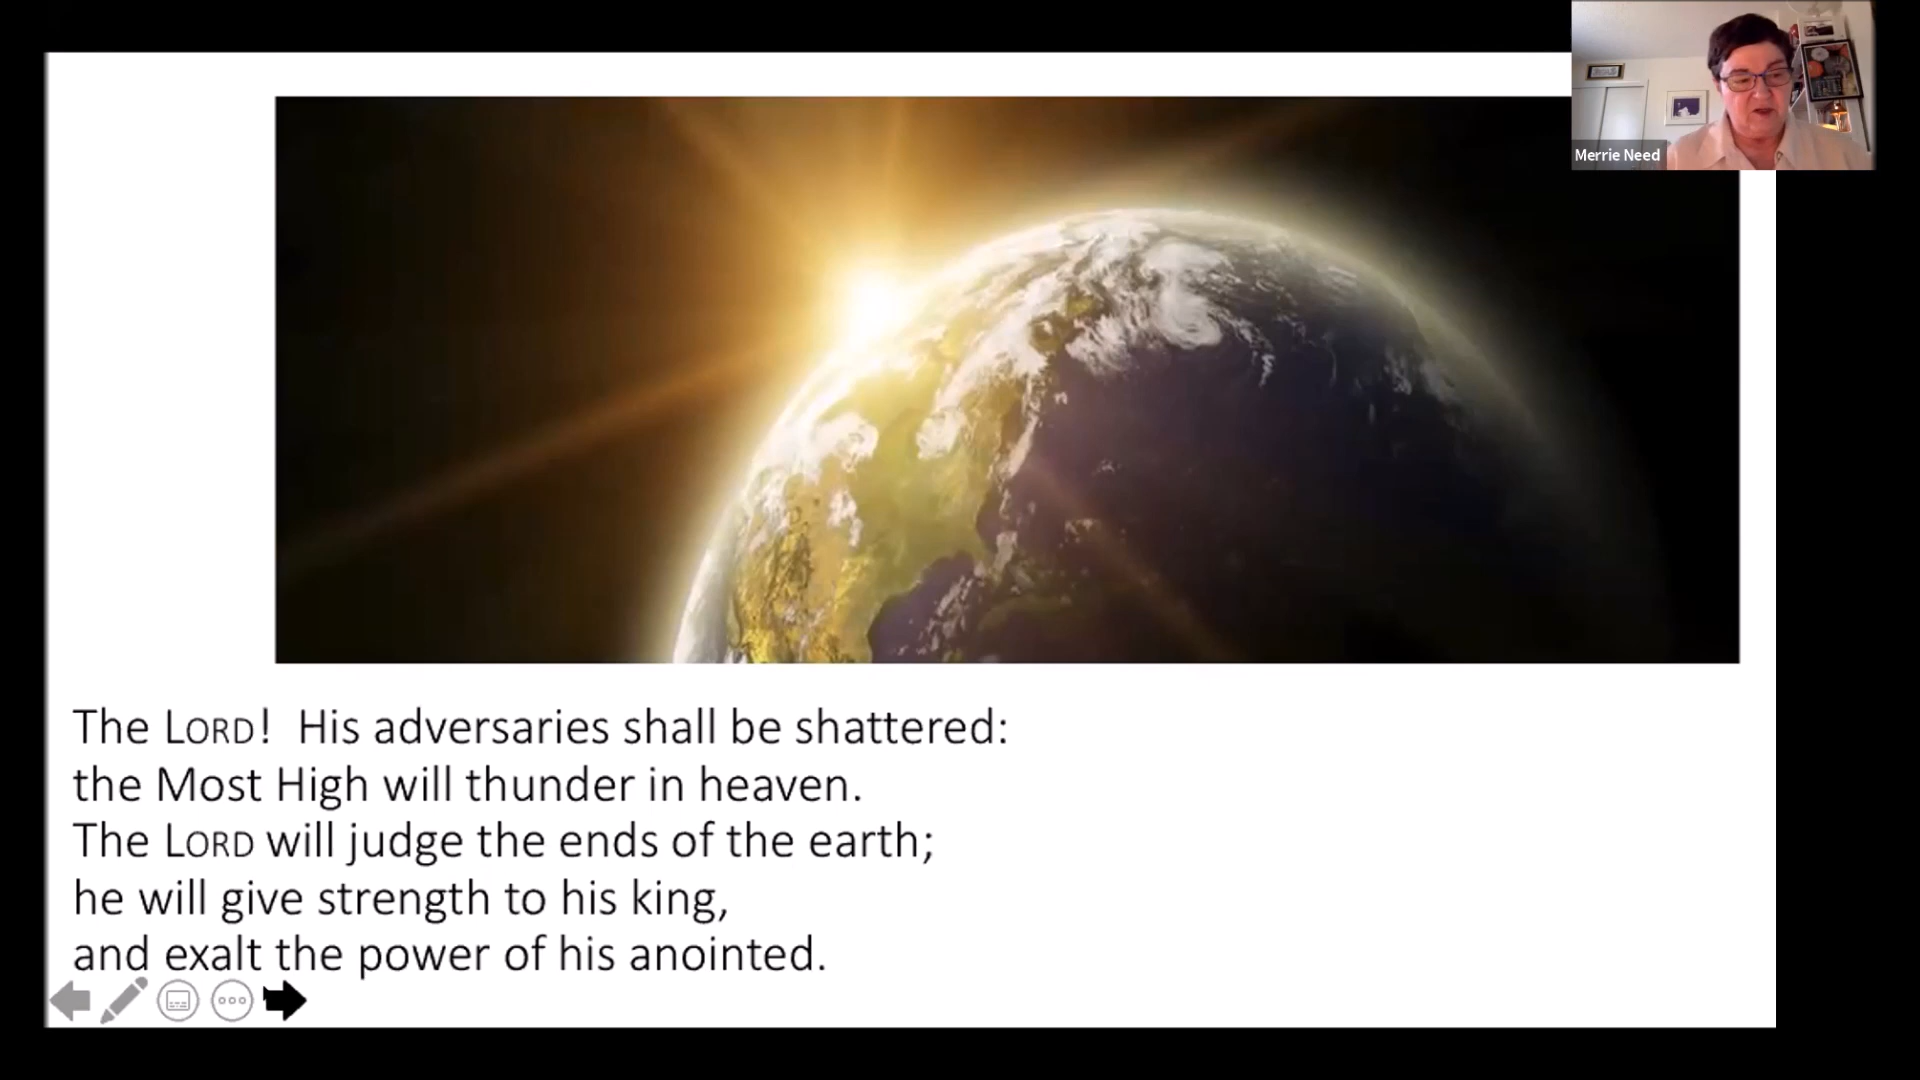 Merrie Need
The LORD!  His adversaries shall be shattered:
the Most High will thunder in heaven.
The LORD will judge the ends of the earth;
he will give strength to his king,
and exalt the power of his anointed.